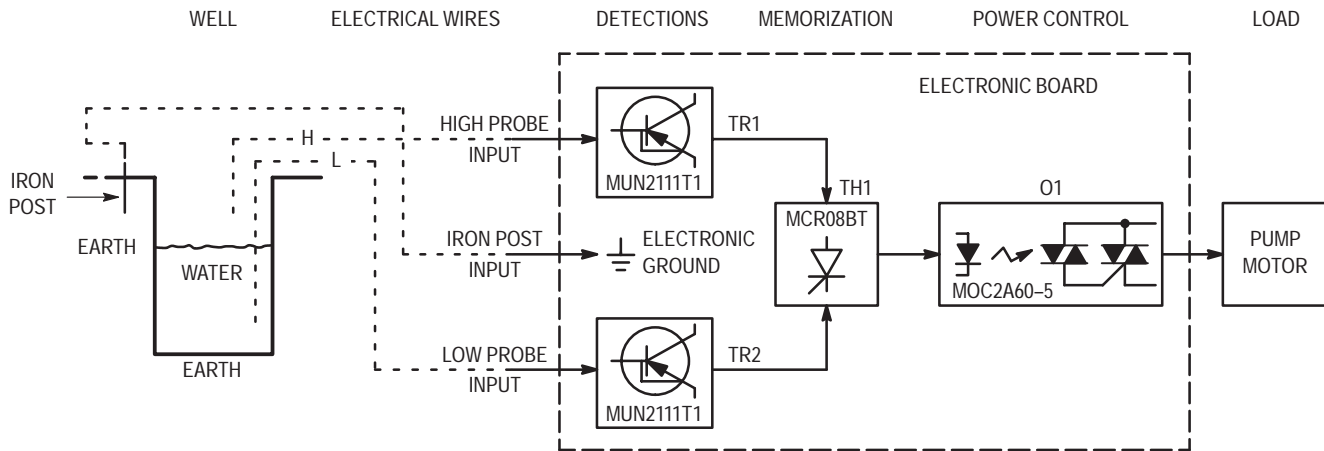 WELL
ELECTRICAL WIRES
DETECTIONS
MEMORIZATION
POWER CONTROL
LOAD
ELECTRONIC BOARD
H
L
HIGH PROBE
INPUT
TR1
MUN2111T1
IRON
POST
EARTH
WATER
EARTH
IRON POST
INPUT
ELECTRONIC
GROUND
TH1
MCR08BT
O1
MOC2A60–5
PUMP
MOTOR
LOW PROBE
INPUT
TR2
MUN2111T1